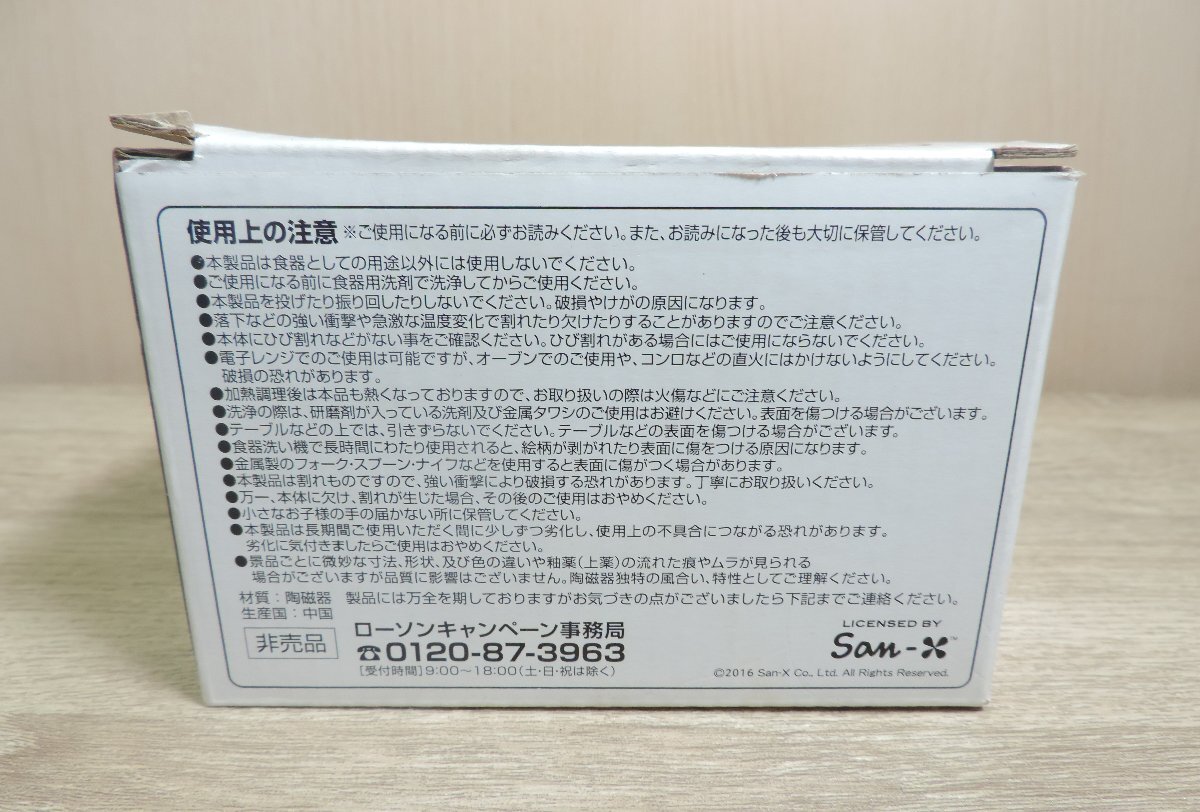 使用上の注意 ※ご使用になる前に必ずお読みください。また、お読みになった後も大切に保管してください。
●本製品は食器としての用途以外には使用しないでください。
●ご使用になる前に食器用洗剤で洗浄してからご使用ください。
●本製品を投げたり振り回したりしないでください。破損やけがの原因になります。
●落下などの強い衝撃や急激な温度変化で割れたり欠けたりすることがありますのでご注意ください。
●本体にひび割れなどがない事をご確認ください。ひび割れがある場合にはご使用にならないでください。
●電子レンジでのご使用は可能ですが、オーブンでのご使用や、コンロなどの直火にはかけないようにしてください。
破損の恐れがあります。
●加熱調理後は本品も熱くなっておりますので、お取り扱いの際は火傷などにご注意ください。
●洗浄の際は、研磨剤が入っている洗剤及び金属タワシのご使用はお避けください。表面を傷つける場合がございます。
●テーブルなどの上では、引きずらないでください。テーブルなどの表面を傷つける場合がございます。
●食器洗い機で長時間にわたり使用されると、絵柄が剥がれたり表面に傷をつける原因になります。
●金属製のフォーク・スプーン・ナイフなどを使用すると表面に傷がつく場合があります。
●本製品は割れものですので、強い衝撃により破損する恐れがあります。丁寧にお取り扱いください。
●万一、本体に欠け、割れが生じた場合、その後のご使用はおやめください。
●小さなお子様の手の届かない所に保管してください。
●本製品は長期間ご使用いただく間に少しずつ劣化し、使用上の不具合につながる恐れがあります。
劣化に気付きましたらご使用はおやめください。
●景品ごとに微妙な寸法、形状、及び色の違いや釉薬(上薬)の流れた痕やムラが見られる
場合がございますが品質に影響はございません。陶磁器独特の風合い、特性としてご理解ください。
材質：陶磁器 製品には万全を期しておりますがお気づきの点がございましたら下記までご連絡ください。
生産国：中国
非売品
ローソンキャンペーン事務局
☎0120-87-3963
[受付時間]9:00〜18:00(土・日・祝は除く)
LICENSED BY
San-X™
©2016 San-X Co., Ltd. All Rights Reserved.